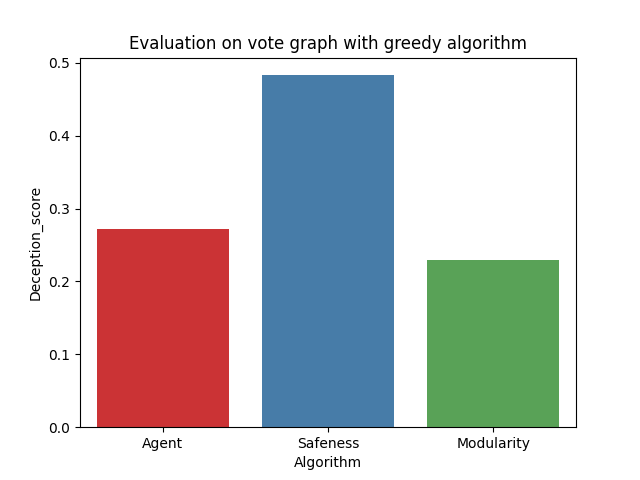 Evaluation on vote graph with greedy algorithm
0.5
0.4
0.3
0.2
0.1
0.0
Deception_score
Agent
Safeness
Modularity
Algorithm